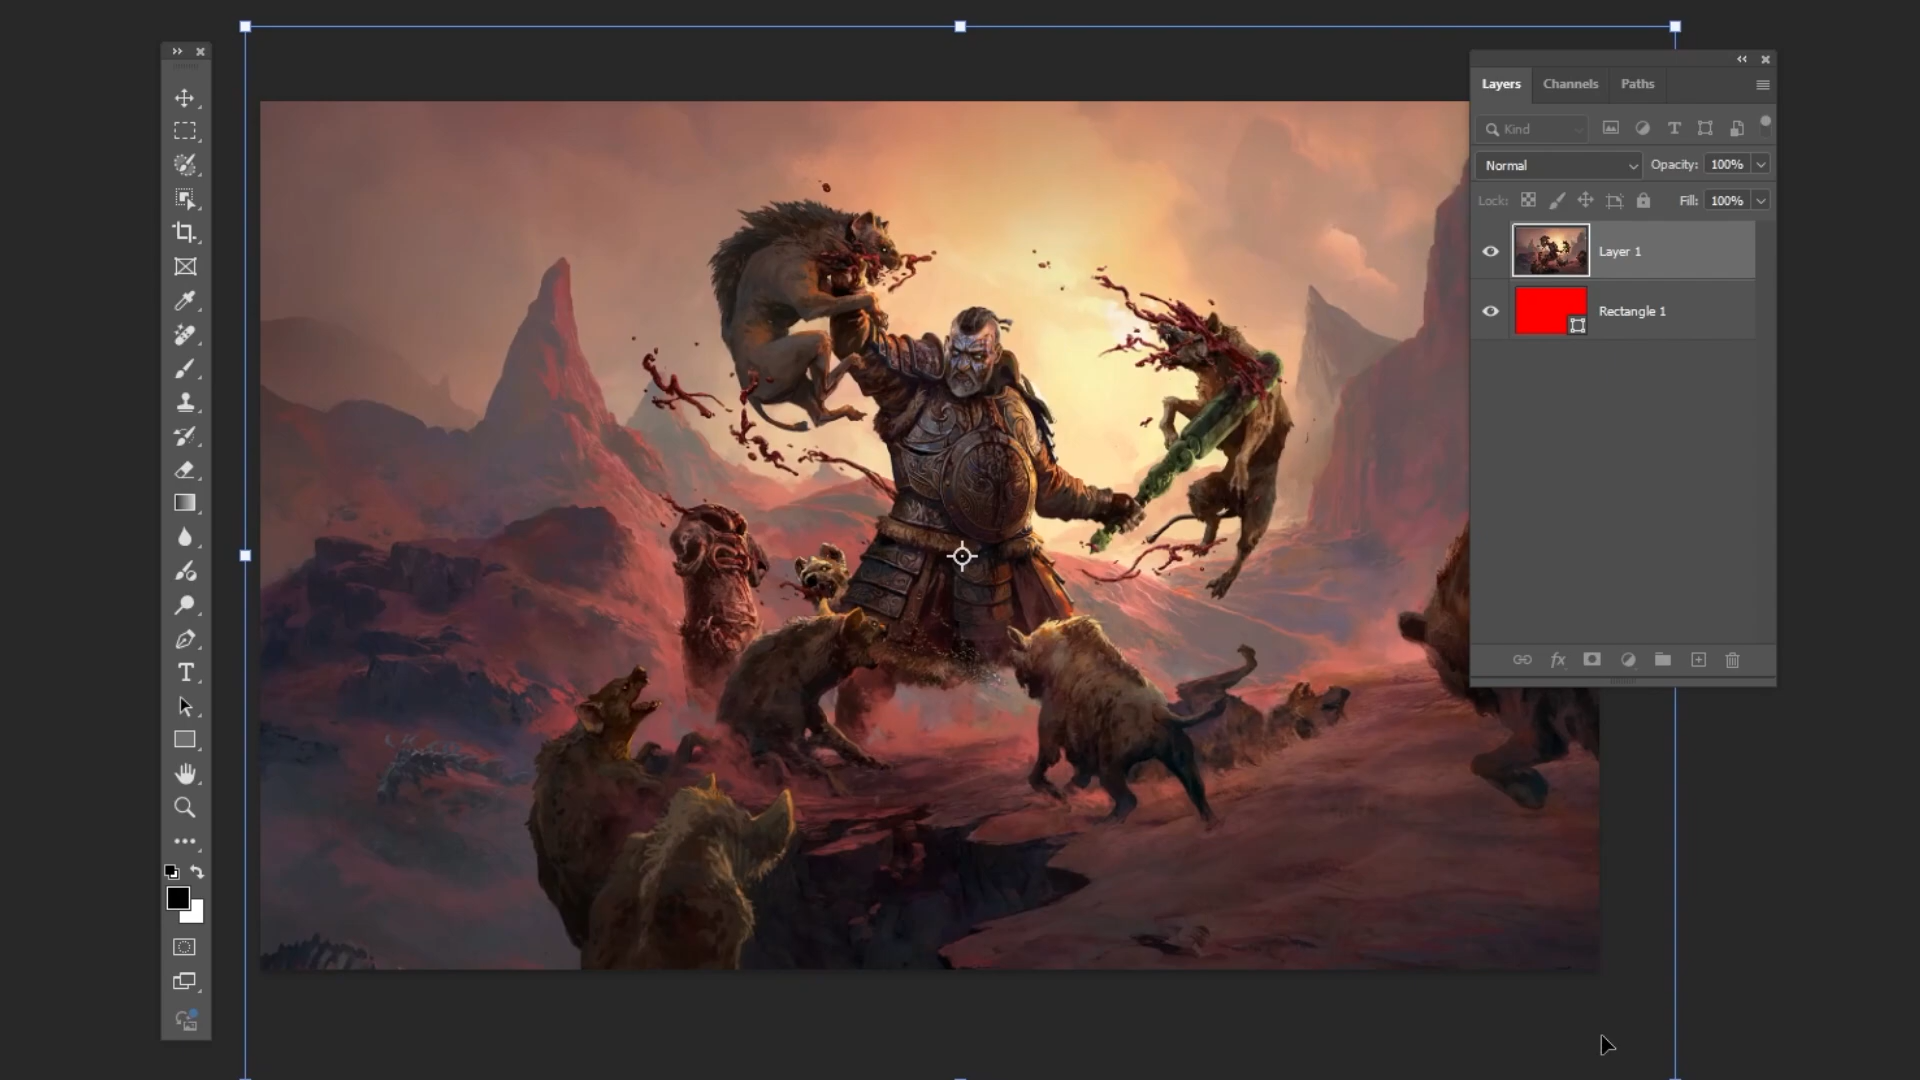 Layers Channels Paths
Kind
Normal Opacity: 100%
Lock: Fill: 100%
Layer 1
Rectangle 1